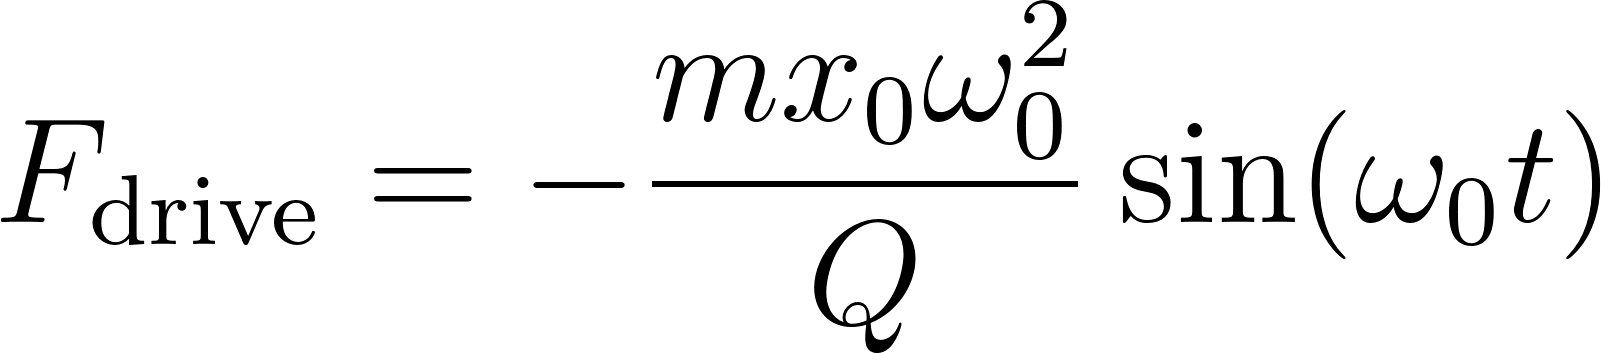 F_drive = − (m x_0 ω_0^2 / Q) sin(ω_0 t)